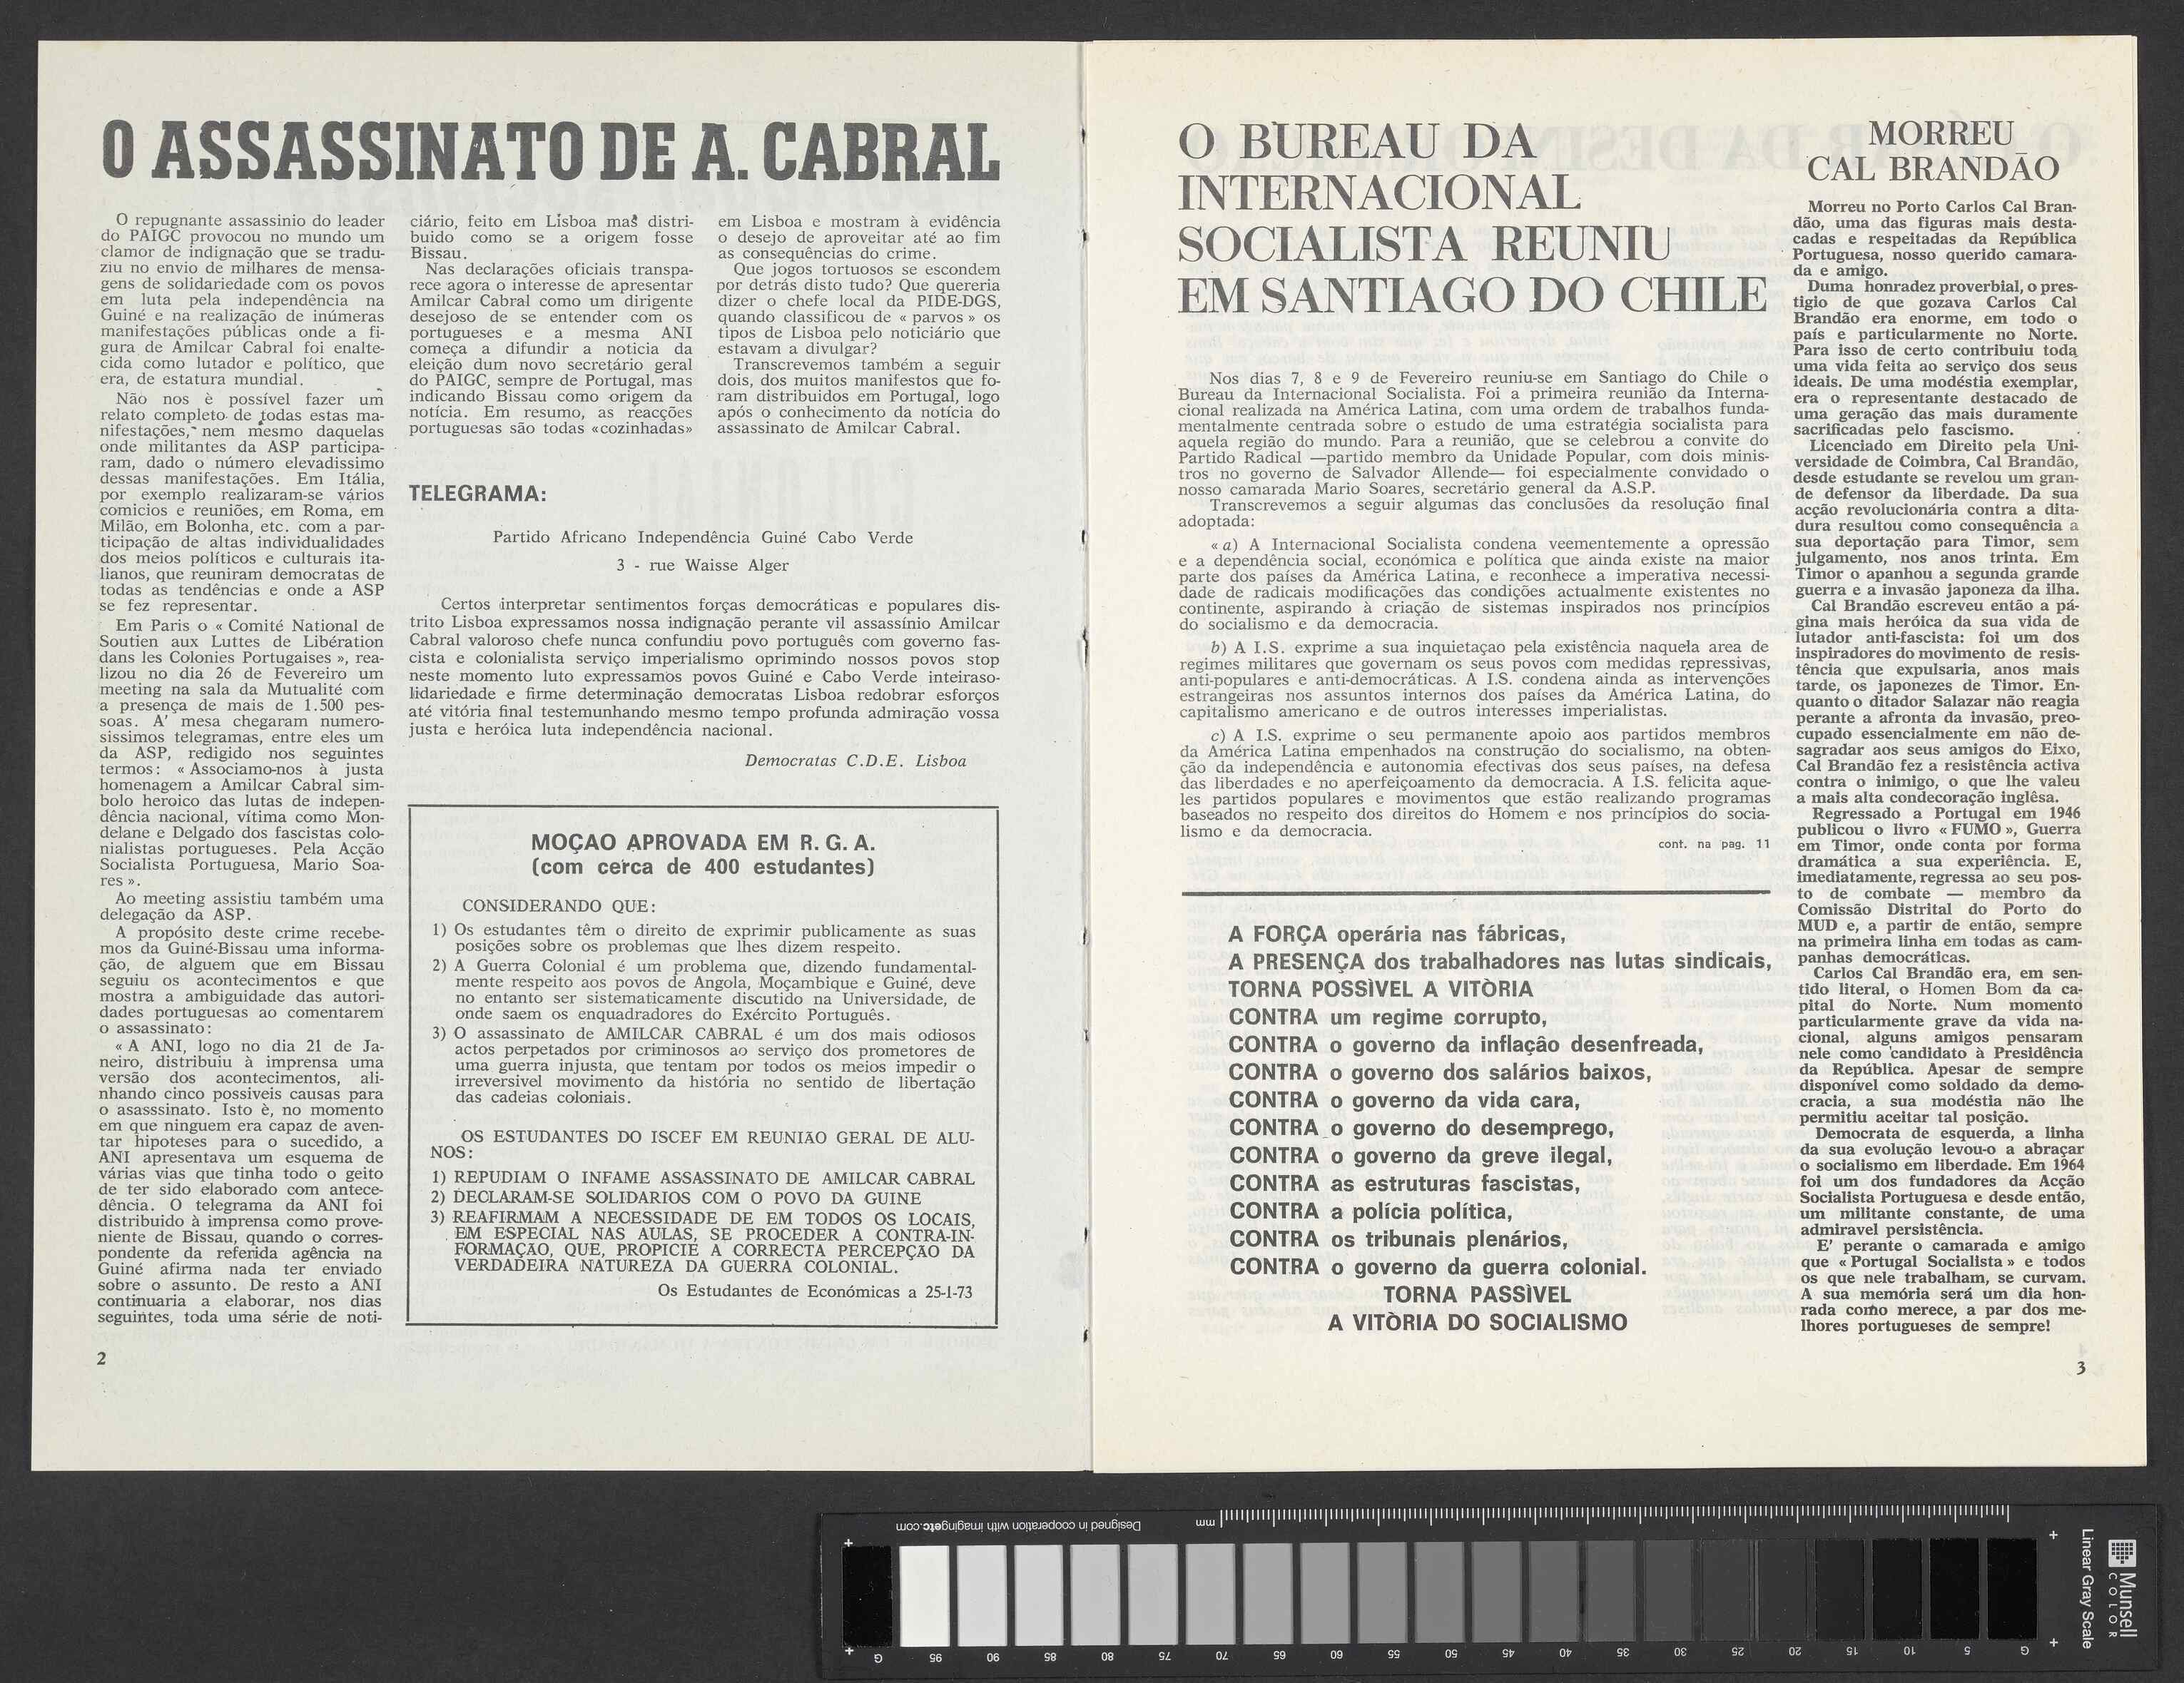 O ASSASSINATO DE A. CABRAL
O repugnante assassinio do leader
do PAIGC provocou no mundo um
clamor de indignação que se tradu-
ziu no envio de milhares de mensa-
gens de solidariedade com os povos
em luta pela independência na
Guiné e na realização de inúmeras
manifestações públicas onde a fi-
gura de Amilcar Cabral foi enalte-
cida como lutador e político, que
era, de estatura mundial.
Não nos è possível fazer um
relato completo de todas estas ma-
nifestações, nem mesmo daquelas
onde militantes da ASP participa-
ram, dado o número elevadissimo
dessas manifestações. Em Itália,
por exemplo realizaram-se vários
comicios e reuniões, em Roma, em
Milão, em Bolonha, etc. com a par-
ticipação de altas individualidades
dos meios políticos e culturais ita-
lianos, que reuniram democratas de
todas as tendências e onde a ASP
se fez representar.
Em Paris o « Comité National de
Soutien aux Luttes de Libération
dans les Colonies Portugaises », rea-
lizou no dia 26 de Fevereiro um
meeting na sala da Mutualité com
a presença de mais de 1.500 pes-
soas. A' mesa chegaram numero-
sissimos telegramas, entre eles um
da ASP, redigido nos seguintes
termos: « Associamo-nos à justa
homenagem a Amilcar Cabral sim-
bolo heroico das lutas de indepen-
dência nacional, vítima como Mon-
delane e Delgado dos fascistas colo-
nialistas portugueses. Pela Acção
Socialista Portuguesa, Mario Soa-
res ».
Ao meeting assistiu também uma
delegação da ASP.
A propósito deste crime recebe-
mos da Guiné-Bissau uma informa-
ção, de alguem que em Bissau
seguiu os acontecimentos e que
mostra a ambiguidade das autori-
dades portuguesas ao comentarem
o assassinato:
« A ANI, logo no dia 21 de Ja-
neiro, distribuiu à imprensa uma
versão dos acontecimentos, ali-
nhando cinco possiveis causas para
o asasssinato. Isto è, no momento
em que ninguem era capaz de aven-
tar hipoteses para o sucedido, a
ANI apresentava um esquema de
várias vias que tinha todo o geito
de ter sido elaborado com antece-
dência. O telegrama da ANI foi
distribuido à imprensa como prove-
niente de Bissau, quando o corres-
pondente da referida agência na
Guiné afirma nada ter enviado
sobre o assunto. De resto a ANI
continuaria a elaborar, nos dias
seguintes, toda uma série de noti-
ciário, feito em Lisboa mas distri-
buido como se a origem fosse
Bissau.
Nas declarações oficiais transpa-
rece agora o interesse de apresentar
Amilcar Cabral como um dirigente
desejoso de se entender com os
portugueses e a mesma ANI
começa a difundir a noticia da
eleição dum novo secretário geral
do PAIGC, sempre de Portugal, mas
indicando Bissau como origem da
notícia. Em resumo, as reacções
portuguesas são todas «cozinhadas»
em Lisboa e mostram à evidência
o desejo de aproveitar até ao fim
as consequências do crime.
Que jogos tortuosos se escondem
por detrás disto tudo? Que quereria
dizer o chefe local da PIDE-DGS,
quando classificou de « parvos » os
tipos de Lisboa pelo noticiário que
estavam a divulgar?
Transcrevemos também a seguir
dois, dos muitos manifestos que fo-
ram distribuidos em Portugal, logo
após o conhecimento da notícia do
assassinato de Amilcar Cabral.
TELEGRAMA:
Partido Africano Independência Guiné Cabo Verde
3 - rue Waisse Alger
Certos interpretar sentimentos forças democráticas e populares dis-
trito Lisboa expressamos nossa indignação perante vil assassínio Amilcar
Cabral valoroso chefe nunca confundiu povo português com governo fas-
cista e colonialista serviço imperialismo oprimindo nossos povos stop
neste momento luto expressamos povos Guiné e Cabo Verde inteiraso-
lidariedade e firme determinação democratas Lisboa redobrar esforços
até vitória final testemunhando mesmo tempo profunda admiração vossa
justa e heróica luta independência nacional.
Democratas C.D.E. Lisboa
MOÇAO APROVADA EM R. G. A.
(com cerca de 400 estudantes)
CONSIDERANDO QUE:
1) Os estudantes têm o direito de exprimir publicamente as suas
posições sobre os problemas que lhes dizem respeito.
2) A Guerra Colonial é um problema que, dizendo fundamental-
mente respeito aos povos de Angola, Moçambique e Guiné, deve
no entanto ser sistematicamente discutido na Universidade, de
onde saem os enquadradores do Exército Português.
3) O assassinato de AMILCAR CABRAL é um dos mais odiosos
actos perpetados por criminosos ao serviço dos prometores de
uma guerra injusta, que tentam por todos os meios impedir o
irreversivel movimento da história no sentido de libertação
das cadeias coloniais.
OS ESTUDANTES DO ISCEF EM REUNIÃO GERAL DE ALU-
NOS:
1) REPUDIAM O INFAME ASSASSINATO DE AMILCAR CABRAL
2) DECLARAM-SE SOLIDARIOS COM O POVO DA GUINE
3) REAFIRMAM A NECESSIDADE DE EM TODOS OS LOCAIS,
EM ESPECIAL NAS AULAS, SE PROCEDER A CONTRA-IN-
FORMAÇÃO, QUE, PROPICIE A CORRECTA PERCEPÇÃO DA
VERDADEIRA NATUREZA DA GUERRA COLONIAL.
Os Estudantes de Económicas a 25-1-73
2
O BUREAU DA
INTERNACIONAL
SOCIALISTA REUNIU
EM SANTIAGO DO CHILE
Nos días 7, 8 e 9 de Fevereiro reuniu-se em Santiago do Chile o
Bureau da Internacional Socialista. Foi a primeira reunião da Interna-
cional realizada na América Latina, com uma ordem de trabalhos funda-
mentalmente centrada sobre o estudo de uma estratégia socialista para
aquela região do mundo. Para a reunião, que se celebrou a convite do
Partido Radical —partido membro da Unidade Popular, com dois minis-
tros no governo de Salvador Allende— foi especialmente convidado o
nosso camarada Mario Soares, secretário general da A.S.P.
Transcrevemos a seguir algumas das conclusões da resolução final
adoptada:
« a) A Internacional Socialista condena veementemente a opressão
e a dependência social, económica e política que ainda existe na maior
parte dos países da América Latina, e reconhece a imperativa necessi-
dade de radicais modificações das condições actualmente existentes no
continente, aspirando à criação de sistemas inspirados nos princípios
do socialismo e da democracia.
b) A I.S. exprime a sua inquietaçao pela existência naquela area de
regimes militares que governam os seus povos com medidas repressivas,
anti-populares e anti-democráticas. A I.S. condena ainda as intervenções
estrangeiras nos assuntos internos dos países da América Latina, do
capitalismo americano e de outros interesses imperialistas.
c) A I.S. exprime o seu permanente apoio aos partidos membros
da América Latina empenhados na construção do socialismo, na obten-
ção da independência e autonomia efectivas dos seus países, na defesa
das liberdades e no aperfeiçoamento da democracia. A I.S. felicita aque-
les partidos populares e movimentos que estão realizando programas
baseados no respeito dos direitos do Homem e nos princípios do socia-
lismo e da democracia.
cont. na pag. 11
A FORÇA operária nas fábricas,
A PRESENÇA dos trabalhadores nas lutas sindicais,
TORNA POSSÌVEL A VITÒRIA
CONTRA um regime corrupto,
CONTRA o governo da inflaçâo desenfreada,
CONTRA o governo dos salários baixos,
CONTRA o governo da vida cara,
CONTRA o governo do desemprego,
CONTRA o governo da greve ilegal,
CONTRA as estruturas fascistas,
CONTRA a polícia política,
CONTRA os tribunais plenários,
CONTRA o governo da guerra colonial.
TORNA PASSÌVEL
A VITÒRIA DO SOCIALISMO
MORREU
CAL BRANDÃO
Morreu no Porto Carlos Cal Bran-
dão, uma das figuras mais desta-
cadas e respeitadas da República
Portuguesa, nosso querido camara-
da e amigo.
Duma honradez proverbial, o pres-
tigio de que gozava Carlos Cal
Brandão era enorme, em todo o
país e particularmente no Norte.
Para isso de certo contribuiu toda
uma vida feita ao serviço dos seus
ideais. De uma modéstia exemplar,
era o representante destacado de
uma geração das mais duramente
sacrificadas pelo fascismo.
Licenciado em Direito pela Uni-
versidade de Coimbra, Cal Brandão,
desde estudante se revelou um gran-
de defensor da liberdade. Da sua
acção revolucionária contra a dita-
dura resultou como consequência a
sua deportação para Timor, sem
julgamento, nos anos trinta. Em
Timor o apanhou a segunda grande
guerra e a invasão japoneza da ilha.
Cal Brandão escreveu então a pá-
gina mais heróica da sua vida de
lutador anti-fascista: foi um dos
inspiradores do movimento de resis-
tência que expulsaria, anos mais
tarde, os japonezes de Timor. En-
quanto o ditador Salazar não reagia
perante a afronta da invasão, preo-
cupado essencialmente em não de-
sagradar aos seus amigos do Eixo,
Cal Brandão fez a resistência activa
contra o inimigo, o que lhe valeu
a mais alta condecoração inglêsa.
Regressado a Portugal em 1946
publicou o livro « FUMO », Guerra
em Timor, onde conta por forma
dramática a sua experiência. E,
imediatamente, regressa ao seu pos-
to de combate — membro da
Comissão Distrital do Porto do
MUD e, a partir de então, sempre
na primeira linha em todas as cam-
panhas democráticas.
Carlos Cal Brandão era, em sen-
tido literal, o Homen Bom da ca-
pital do Norte. Num momento
particularmente grave da vida na-
cional, alguns amigos pensaram
nele como candidato à Presidência
da República. Apesar de sempre
disponível como soldado da demo-
cracia, a sua modéstia não lhe
permitiu aceitar tal posição.
Democrata de esquerda, a linha
da sua evolução levou-o a abraçar
o socialismo em liberdade. Em 1964
foi um dos fundadores da Acção
Socialista Portuguesa e desde então,
um militante constante, de uma
admiravel persistência.
E' perante o camarada e amigo
que « Portugal Socialista » e todos
os que nele trabalham, se curvam.
A sua memória será um dia hon-
rada como merece, a par dos me-
lhores portugueses de sempre!
3
Designed in cooperation with imagingetc.com
mm
G 95 90 85 80 75 70 65 60 55 50 45 40 35 30 25 20 15 10 5 G
Linear Gray Scale
Munsell
COLOR